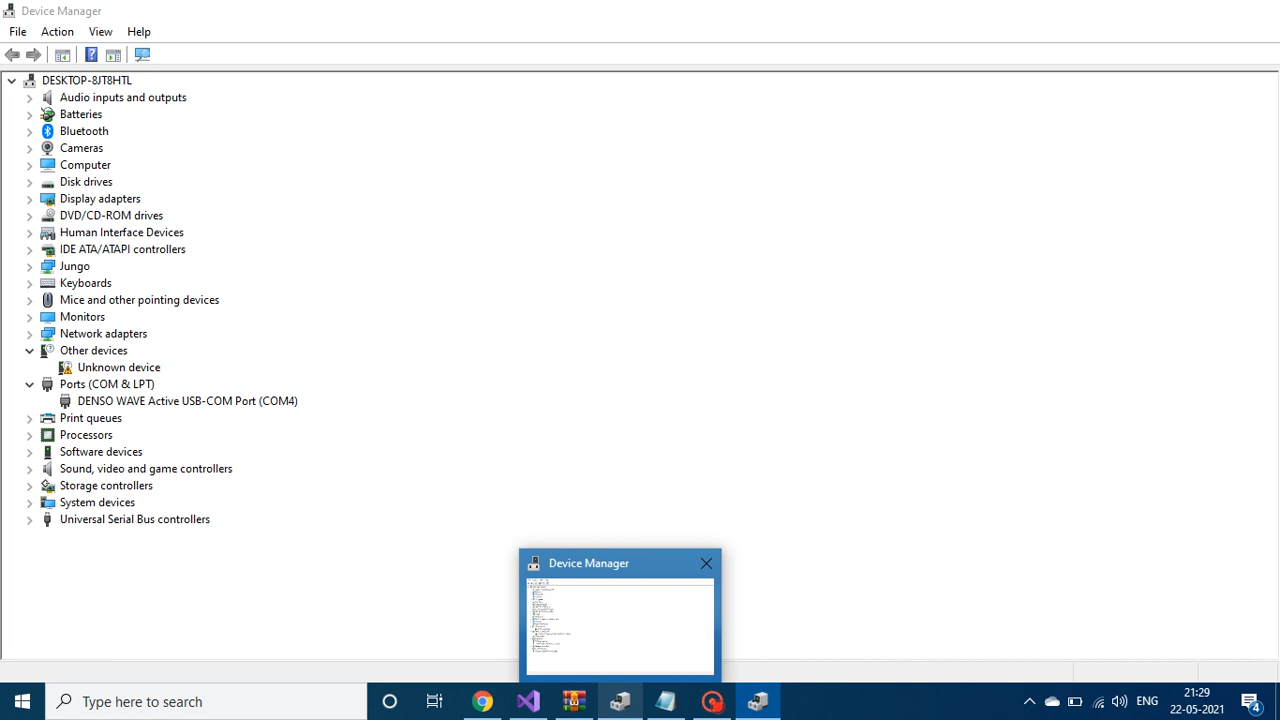 Device Manager
File Action View Help
DESKTOP-8JT8HTL
Audio inputs and outputs
Batteries
Bluetooth
Cameras
Computer
Disk drives
Display adapters
DVD/CD-ROM drives
Human Interface Devices
IDE ATA/ATAPI controllers
Jungo
Keyboards
Mice and other pointing devices
Monitors
Network adapters
Other devices
Unknown device
Ports (COM & LPT)
DENSO WAVE Active USB-COM Port (COM4)
Print queues
Processors
Software devices
Sound, video and game controllers
Storage controllers
System devices
Universal Serial Bus controllers
Device Manager
Type here to search
ENG
21:29
22-05-2021
4